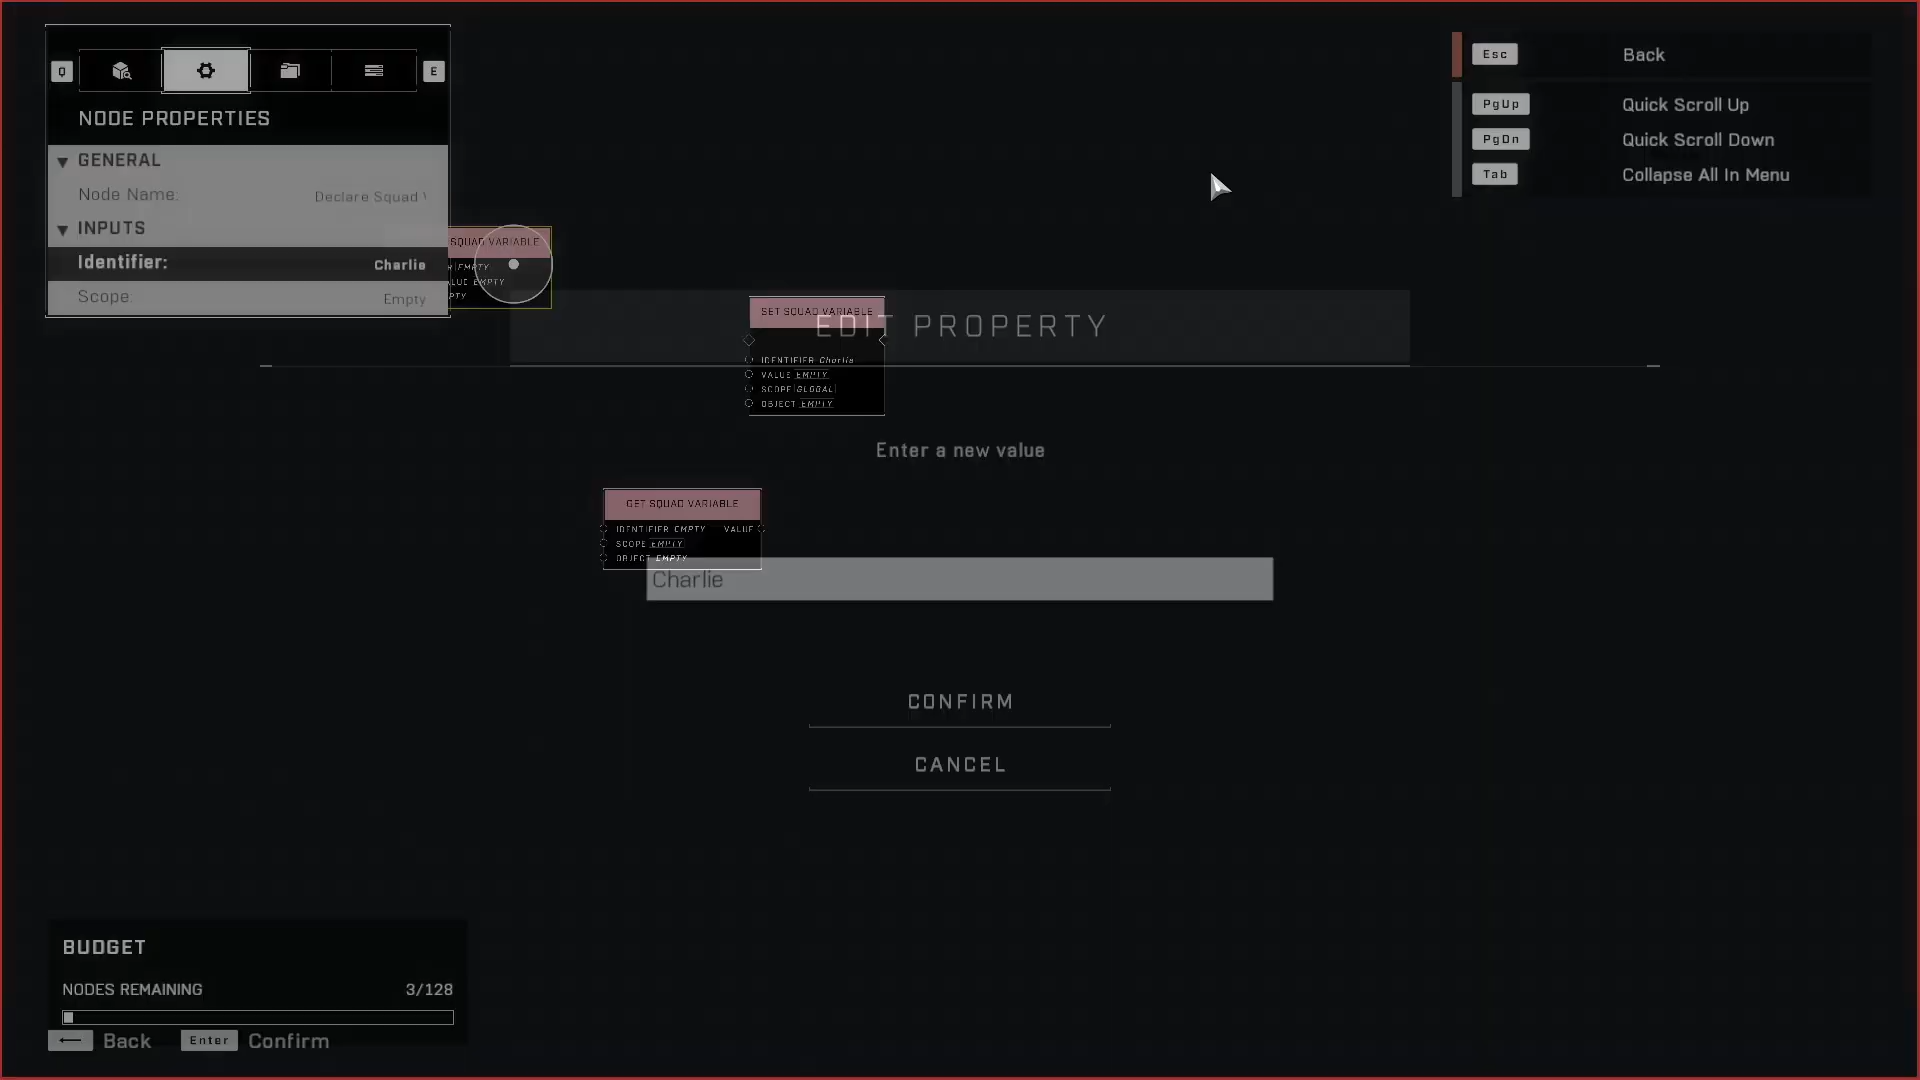 Q
E
NODE PROPERTIES
GENERAL
Node Name:
Declare Squad
INPUTS
Identifier:
Charlie
Scope:
Empty
SQUAD VARIABLE
EMPTY
EMPTY
SET SQUAD VARIABLE
IDENTIFIER Charlie
VALUE EMPTY
SCOPE GLOBAL
OBJECT EMPTY
EDIT PROPERTY
Enter a new value
GET SQUAD VARIABLE
IDENTIFIER EMPTY VALUE
SCOPE EMPTY
OBJECT EMPTY
Charlie
CONFIRM
CANCEL
Esc Back
PgUp Quick Scroll Up
PgDn Quick Scroll Down
Tab Collapse All In Menu
BUDGET
NODES REMAINING 3/128
Back Enter Confirm